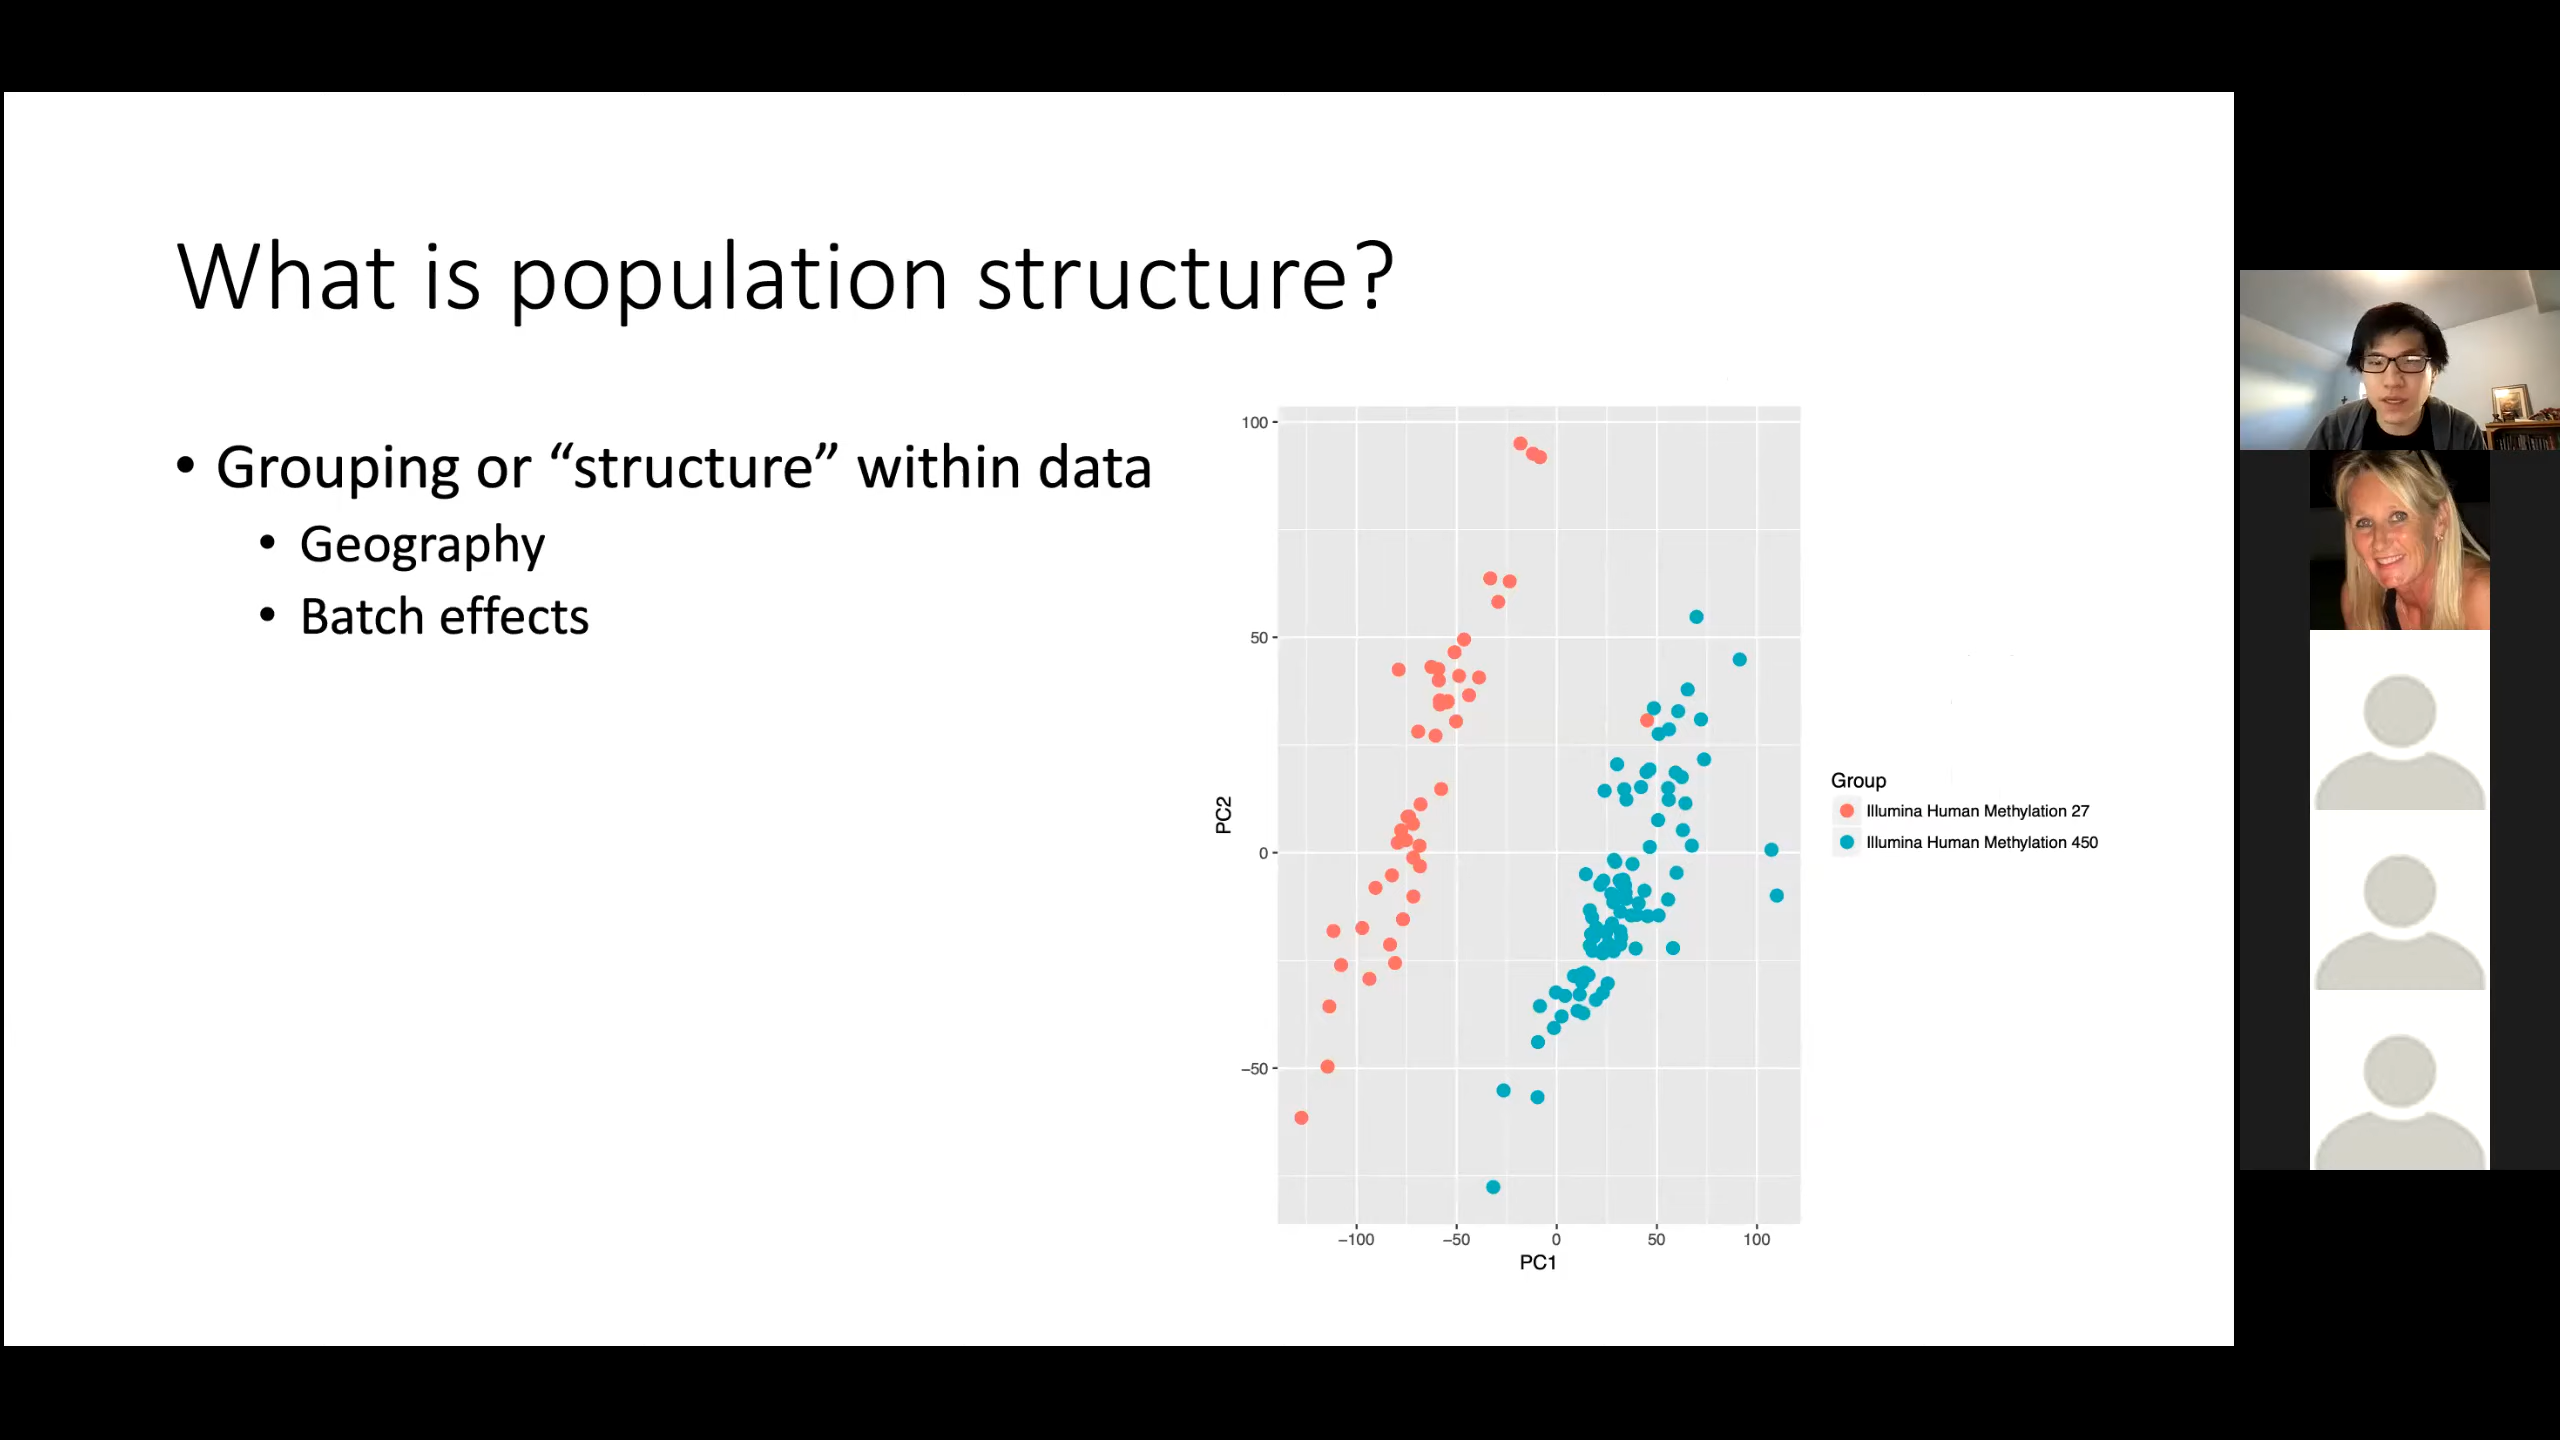 What is population structure?
• Grouping or “structure” within data
• Geography
• Batch effects
100
50
0
−50
PC2
−100
−50
0
50
100
PC1
Group
Illumina Human Methylation 27
Illumina Human Methylation 450